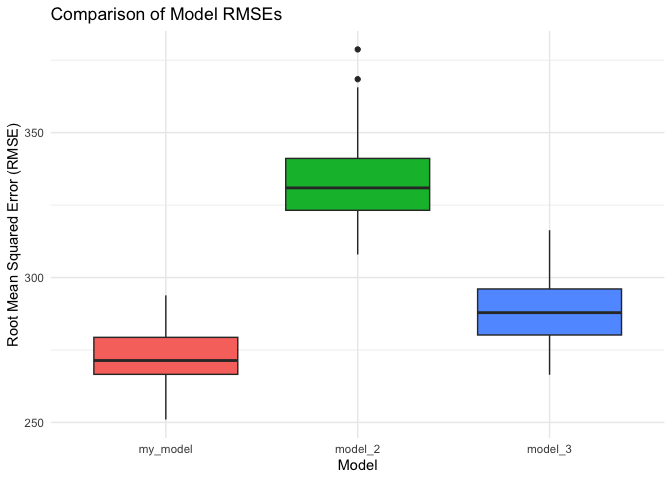 Comparison of Model RMSEs
Root Mean Squared Error (RMSE)
350
300
250
my_model
model_2
model_3
Model